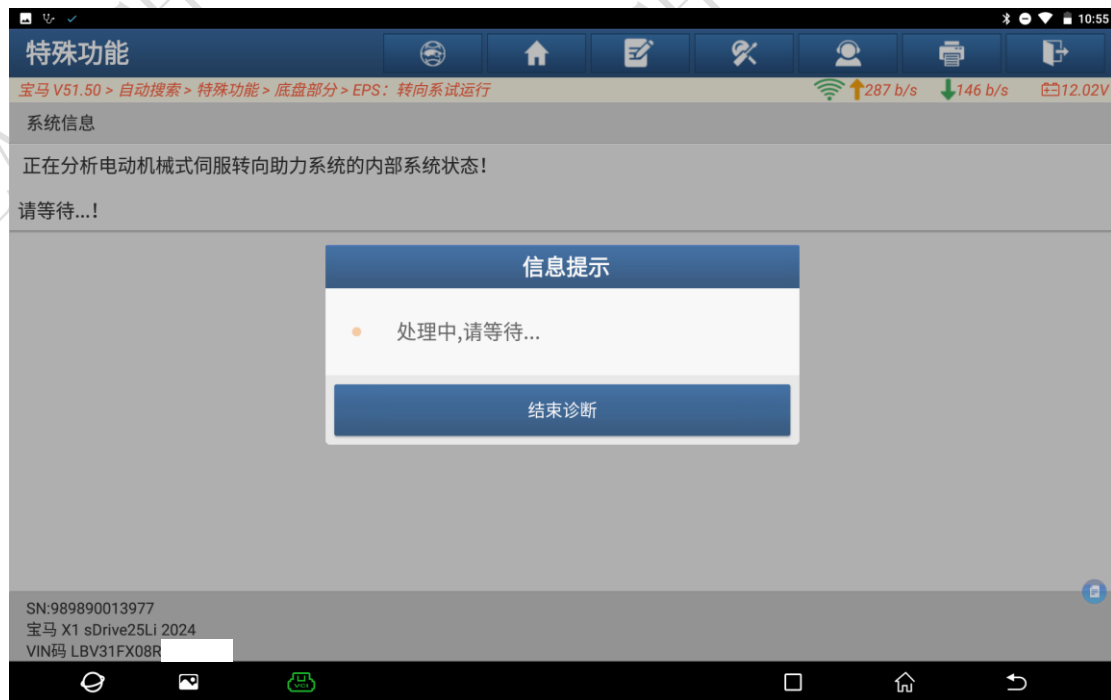 10:55
特殊功能
宝马 V51.50 > 自动搜索 > 特殊功能 > 底盘部分 > EPS：转向系试运行
287 b/s 146 b/s 12.02V
系统信息
正在分析电动机械式伺服转向助力系统的内部系统状态！
请等待...！
信息提示
处理中,请等待...
结束诊断
SN:989890013977
宝马 X1 sDrive25Li 2024
VIN码 LBV31FX08R
VCI